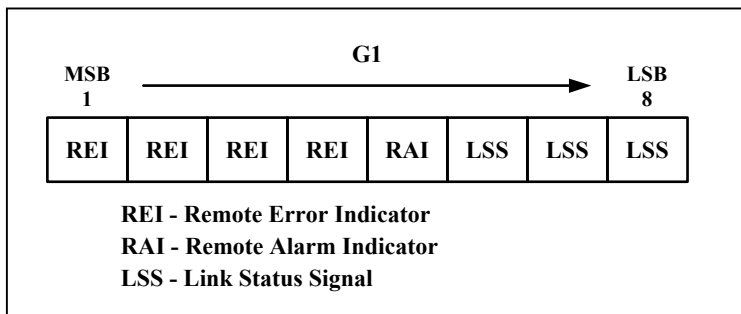 G1
MSB LSB
1 8
REI REI REI REI RAI LSS LSS LSS
REI - Remote Error Indicator
RAI - Remote Alarm Indicator
LSS - Link Status Signal